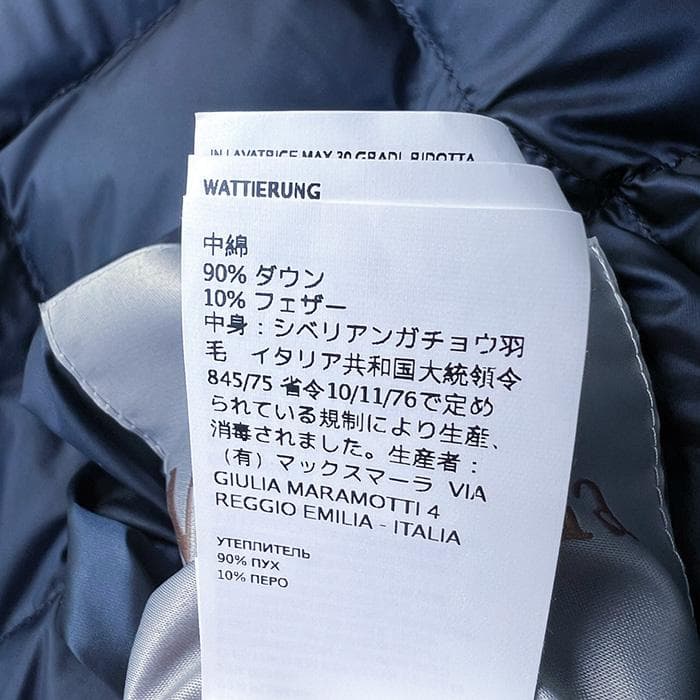 IN LAVATRICE MAX 30 GRADI, RIDOTTA
WATTIERUNG
中綿
90% ダウン
10% フェザー
中身：シベリアンガチョウ羽
毛　イタリア共和国大統領令
845/75 省令10/11/76で定め
られている規制により生産、
消毒されました。生産者：
（有）マックスマーラ VIA
GIULIA MARAMOTTI 4
REGGIO EMILIA - ITALIA
УТЕПЛИТЕЛЬ
90% ПУХ
10% ПЕРО